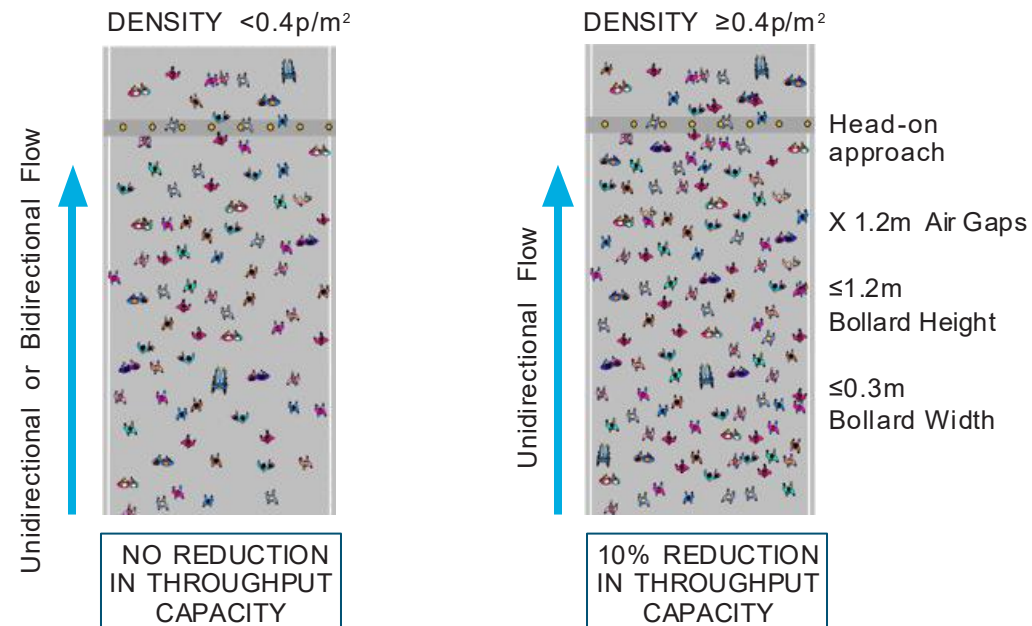 DENSITY <0.4p/m²
DENSITY ≥0.4p/m²
Unidirectional or Bidirectional Flow
Unidirectional Flow
Head-on
approach
X 1.2m Air Gaps
≤1.2m
Bollard Height
≤0.3m
Bollard Width
NO REDUCTION
IN THROUGHPUT
CAPACITY
10% REDUCTION
IN THROUGHPUT
CAPACITY